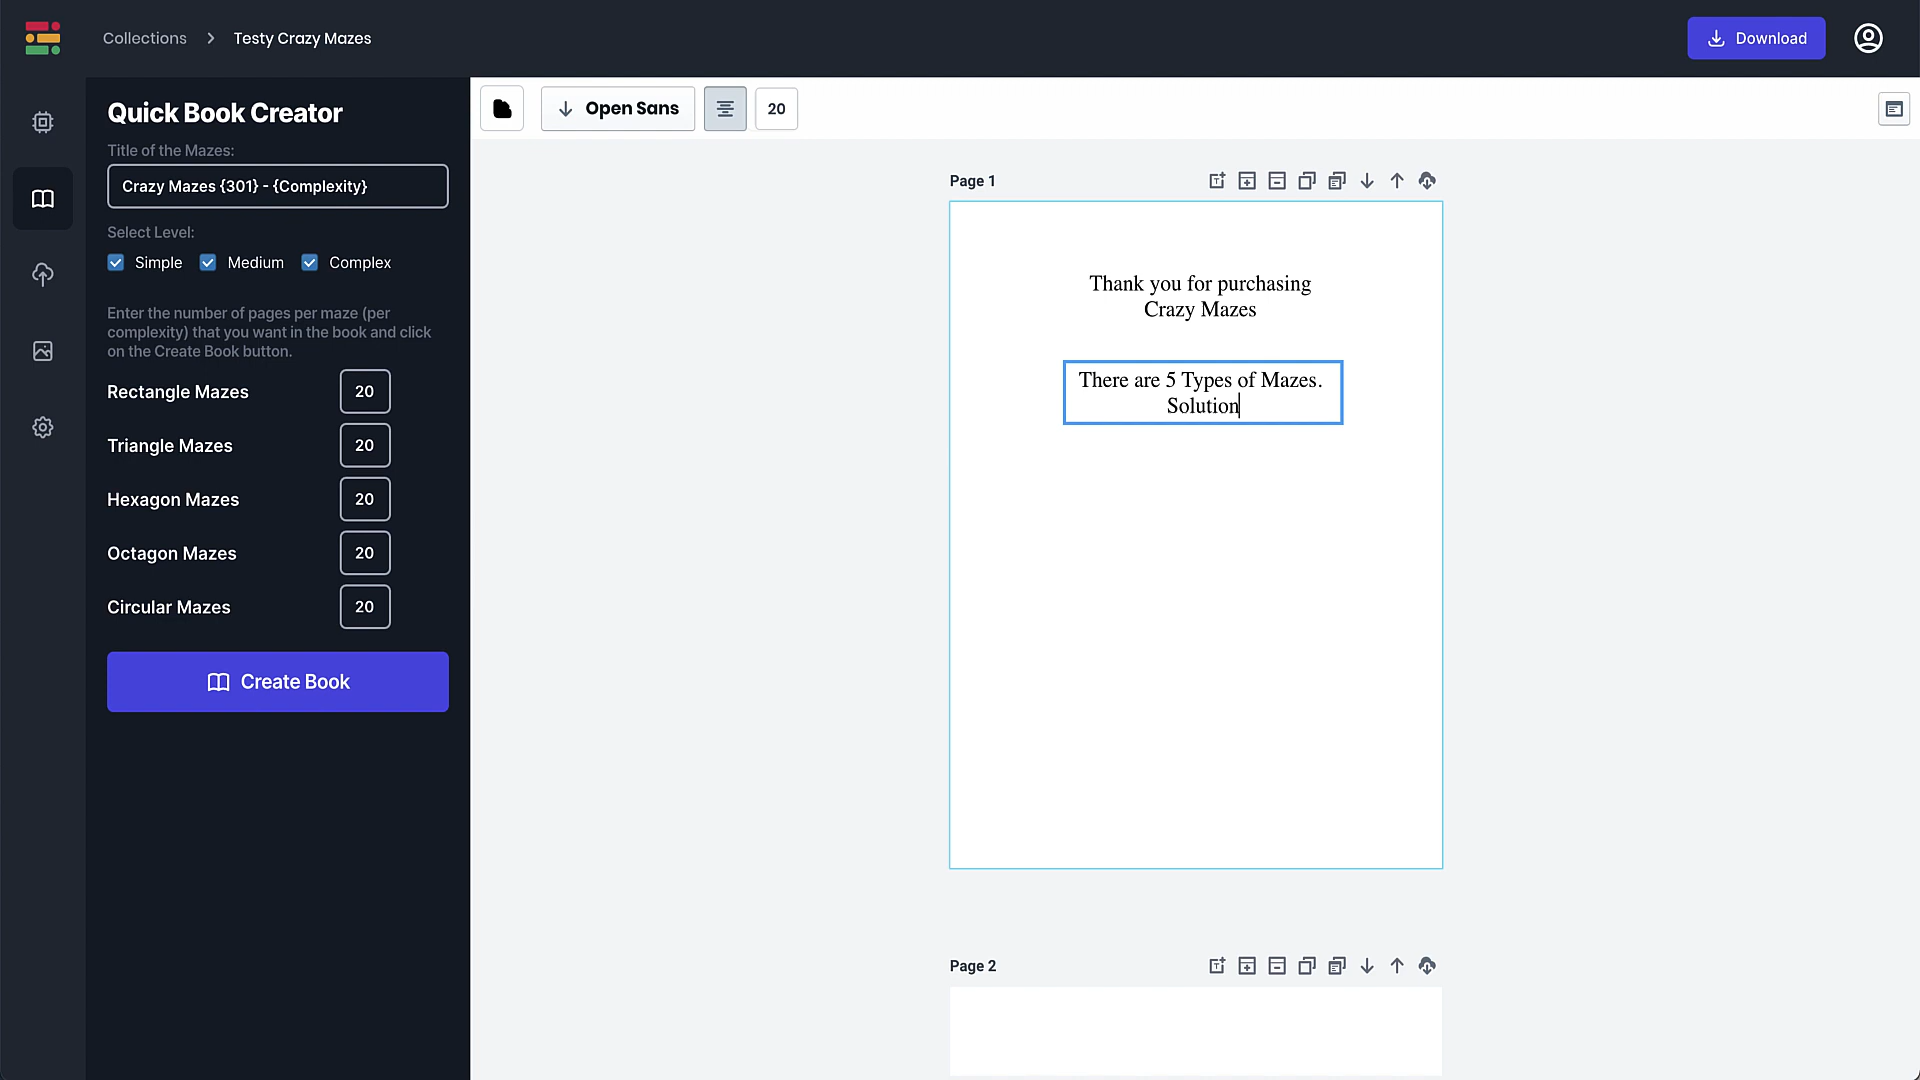 Collections > Testy Crazy Mazes
Download
Quick Book Creator
Title of the Mazes:
Crazy Mazes {301} - {Complexity}
Select Level:
Simple Medium Complex
Enter the number of pages per maze (per
complexity) that you want in the book and click
on the Create Book button.
Rectangle Mazes 20
Triangle Mazes 20
Hexagon Mazes 20
Octagon Mazes 20
Circular Mazes 20
Create Book
Open Sans 20
Page 1
Thank you for purchasing
Crazy Mazes
There are 5 Types of Mazes.
Solution
Page 2